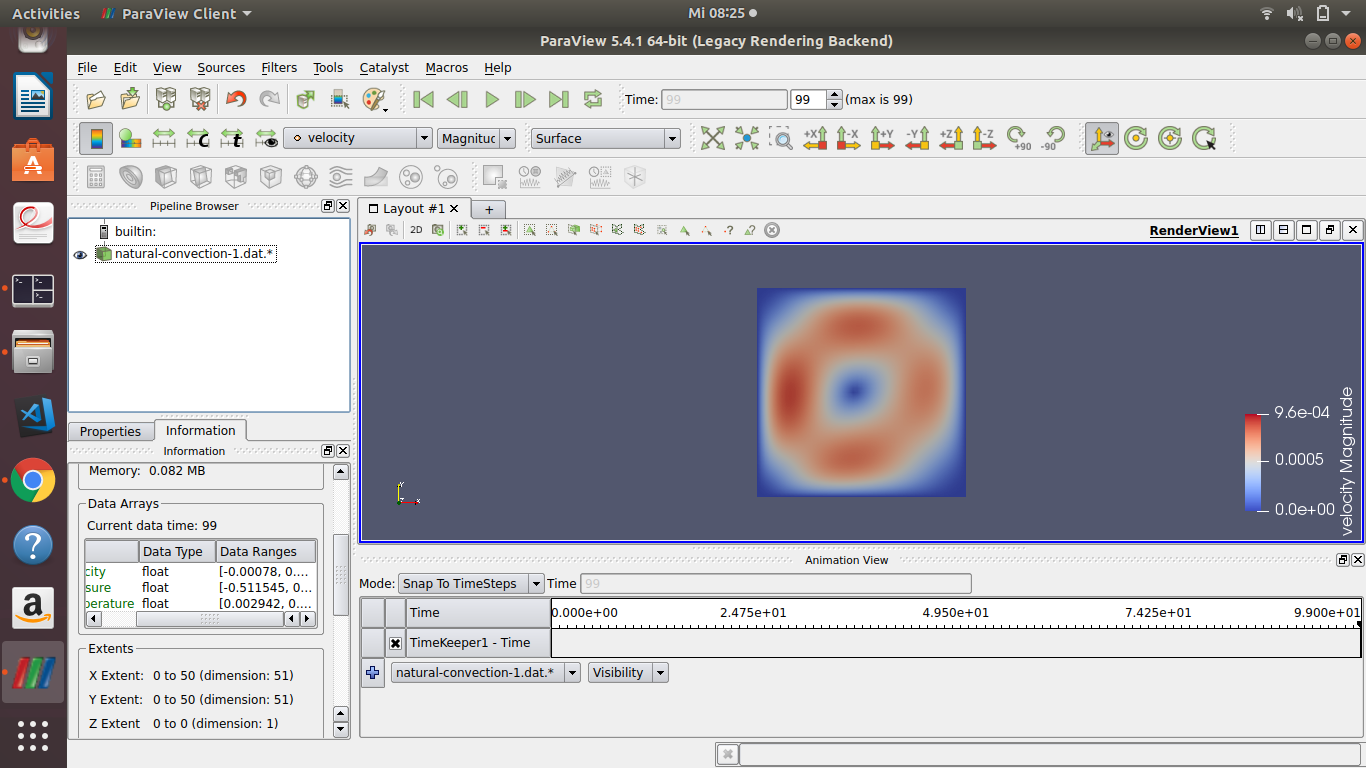 Activities ParaView Client Mi 08:25
ParaView 5.4.1 64-bit (Legacy Rendering Backend)
File Edit View Sources Filters Tools Catalyst Macros Help
Time: 99 99 (max is 99)
velocity Magnituc Surface +X -X +Y -Y +Z -Z +90 -90
Pipeline Browser
Layout #1
builtin:
natural-convection-1.dat.*
2D
RenderView1
Y
X
9.6e-04
0.0005
0.0e+00
velocity Magnitude
Properties Information
Information
Memory: 0.082 MB
Data Arrays
Current data time: 99
Data Type Data Ranges
city float [-0.00078, 0....
sure float [-0.511545, 0....
perature float [0.002942, 0....
Extents
X Extent: 0 to 50 (dimension: 51)
Y Extent: 0 to 50 (dimension: 51)
Z Extent 0 to 0 (dimension: 1)
Animation View
Mode: Snap To TimeSteps Time 99
Time 0.000e+00 2.475e+01 4.950e+01 7.425e+01 9.900e+01
TimeKeeper1 - Time
natural-convection-1.dat.* Visibility